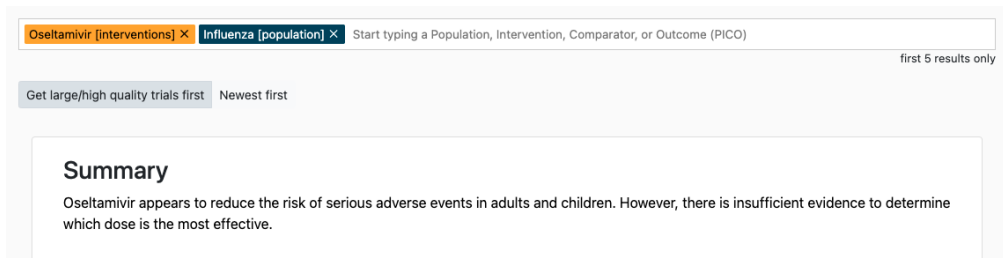 Oseltamivir [interventions] × Influenza [population] × Start typing a Population, Intervention, Comparator, or Outcome (PICO)
first 5 results only
Get large/high quality trials first Newest first
Summary
Oseltamivir appears to reduce the risk of serious adverse events in adults and children. However, there is insufficient evidence to determine
which dose is the most effective.